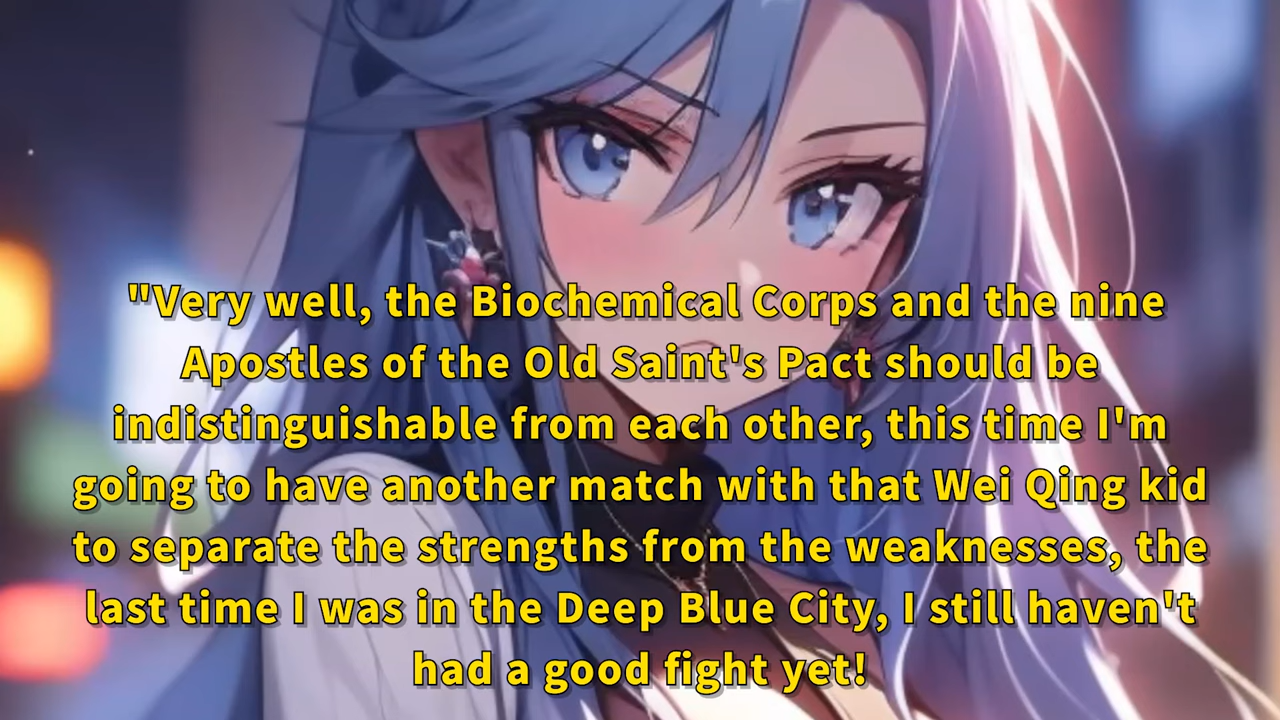 "Very well, the Biochemical Corps and the nine
Apostles of the Old Saint's Pact should be
indistinguishable from each other, this time I'm
going to have another match with that Wei Qing kid
to separate the strengths from the weaknesses, the
last time I was in the Deep Blue City, I still haven't
had a good fight yet!